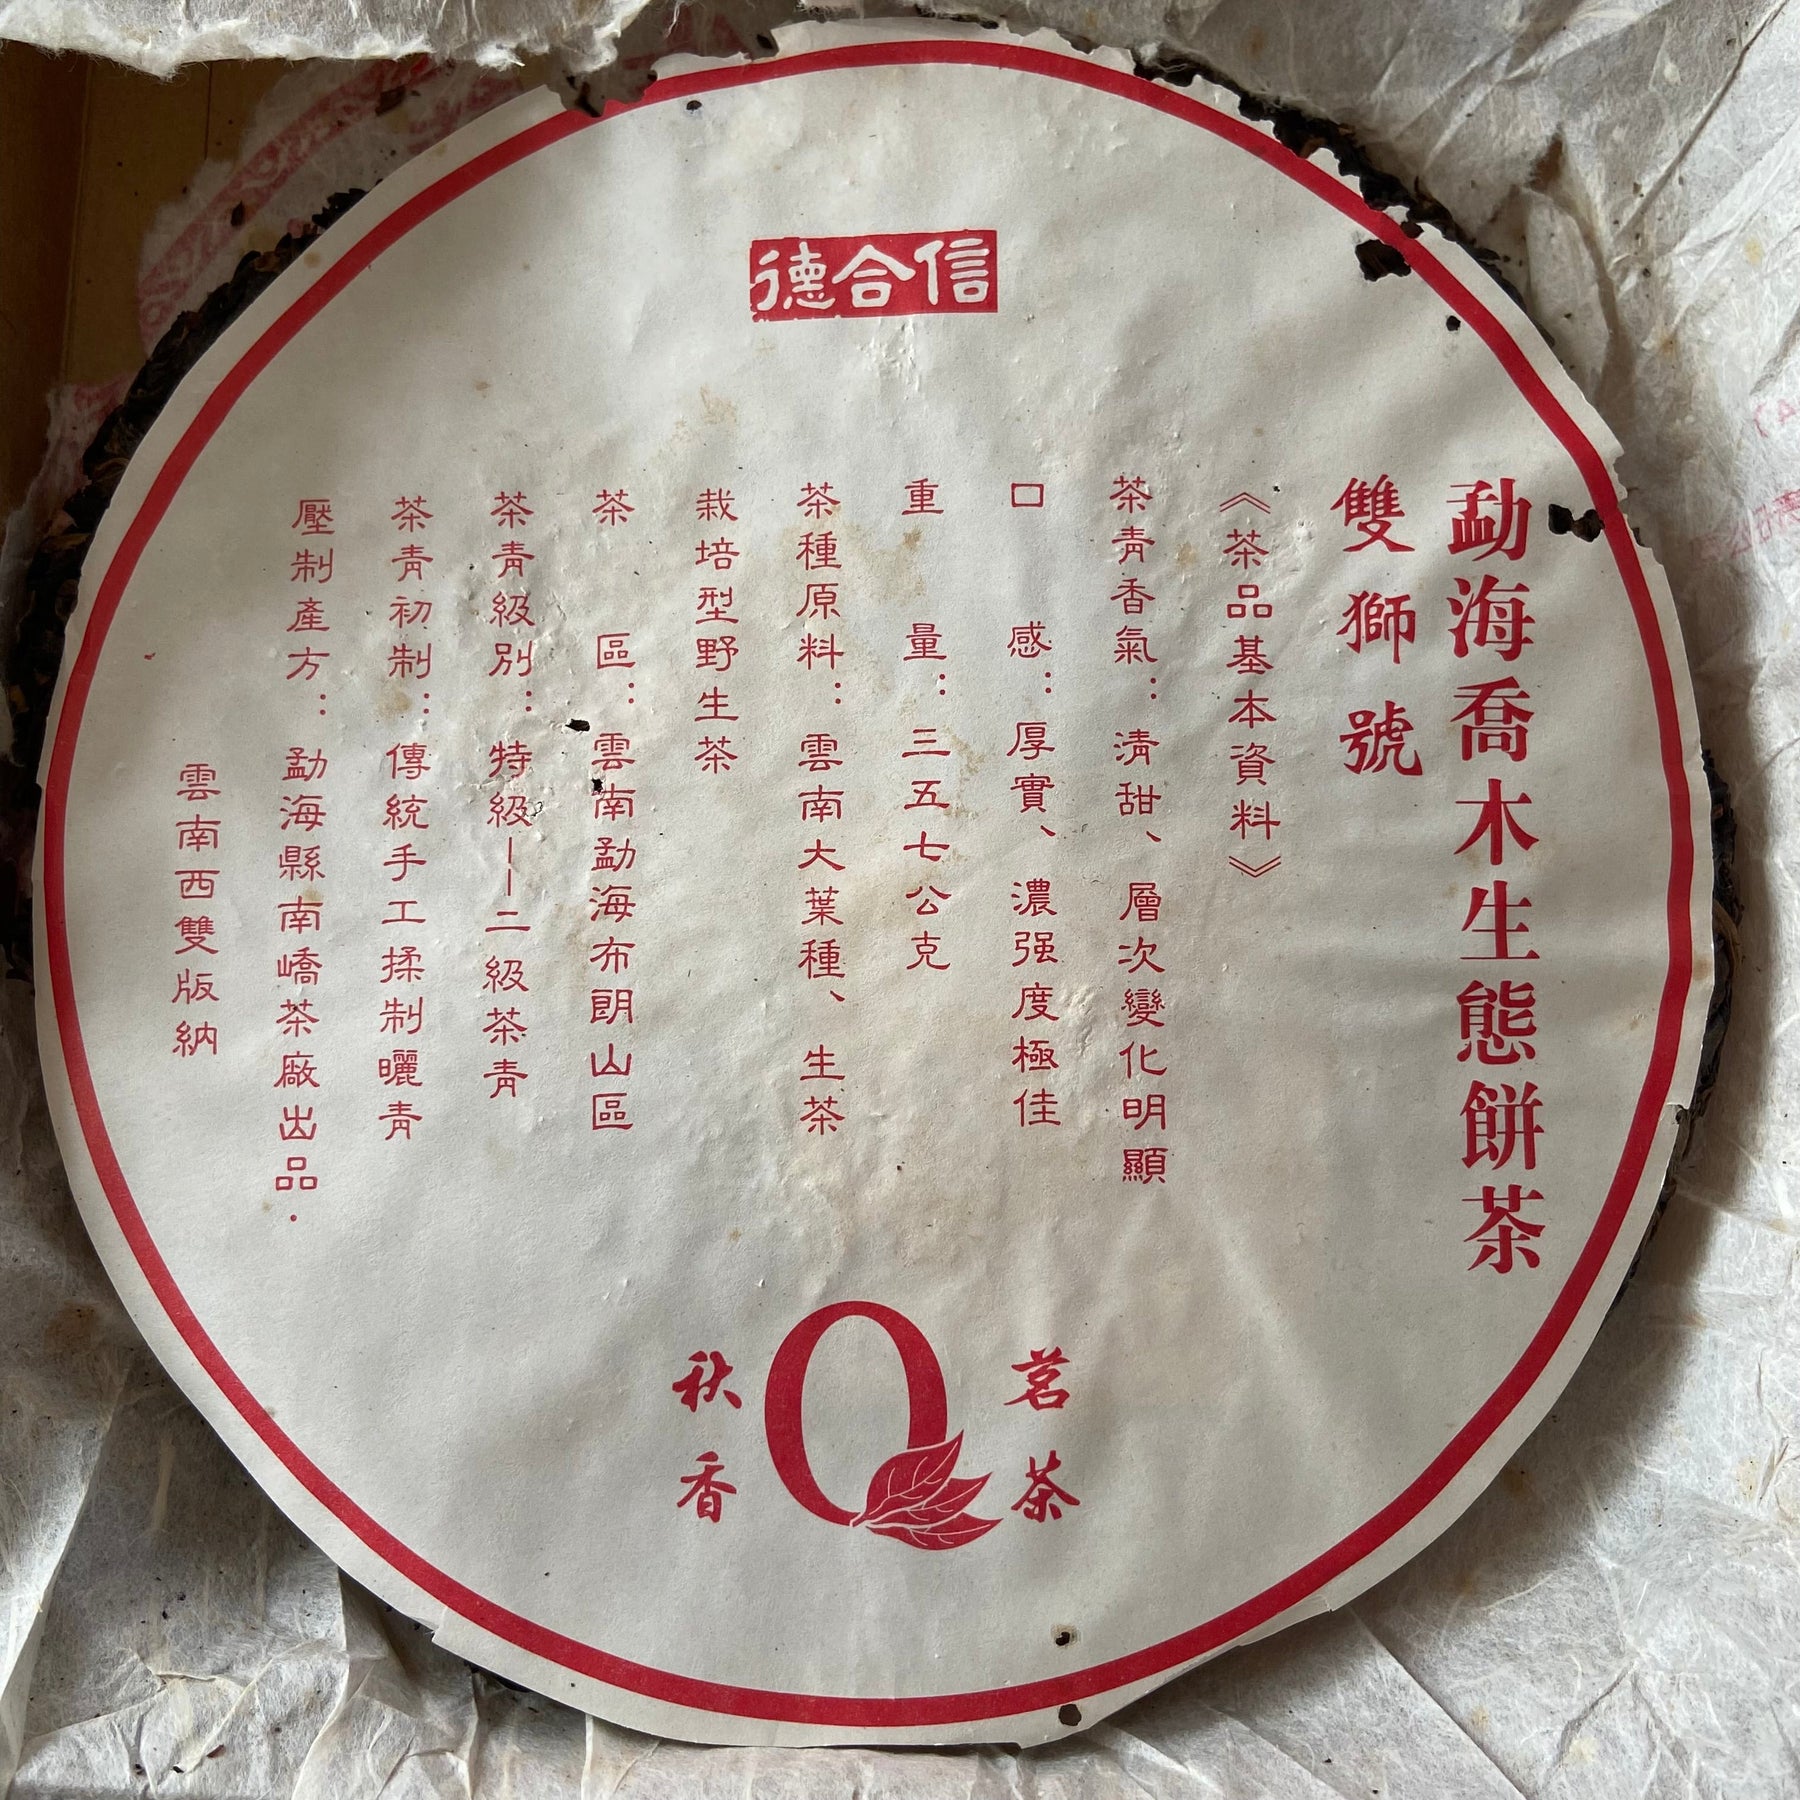 信合德
勐海喬木生態餅茶
雙獅號
《茶品基本資料》
茶青香氣：清甜、層次變化明顯
口 感：厚實、濃强度極佳
重 量：三五七公克
茶種原料：雲南大葉種、生茶
栽培型野生茶
茶 區：雲南勐海布朗山區
茶青級別：特級——二級茶青
茶青初制：傳統手工揉制曬青
壓制產方：勐海縣南嶠茶廠出品.
雲南西雙版納
茗茶
Q
秋香